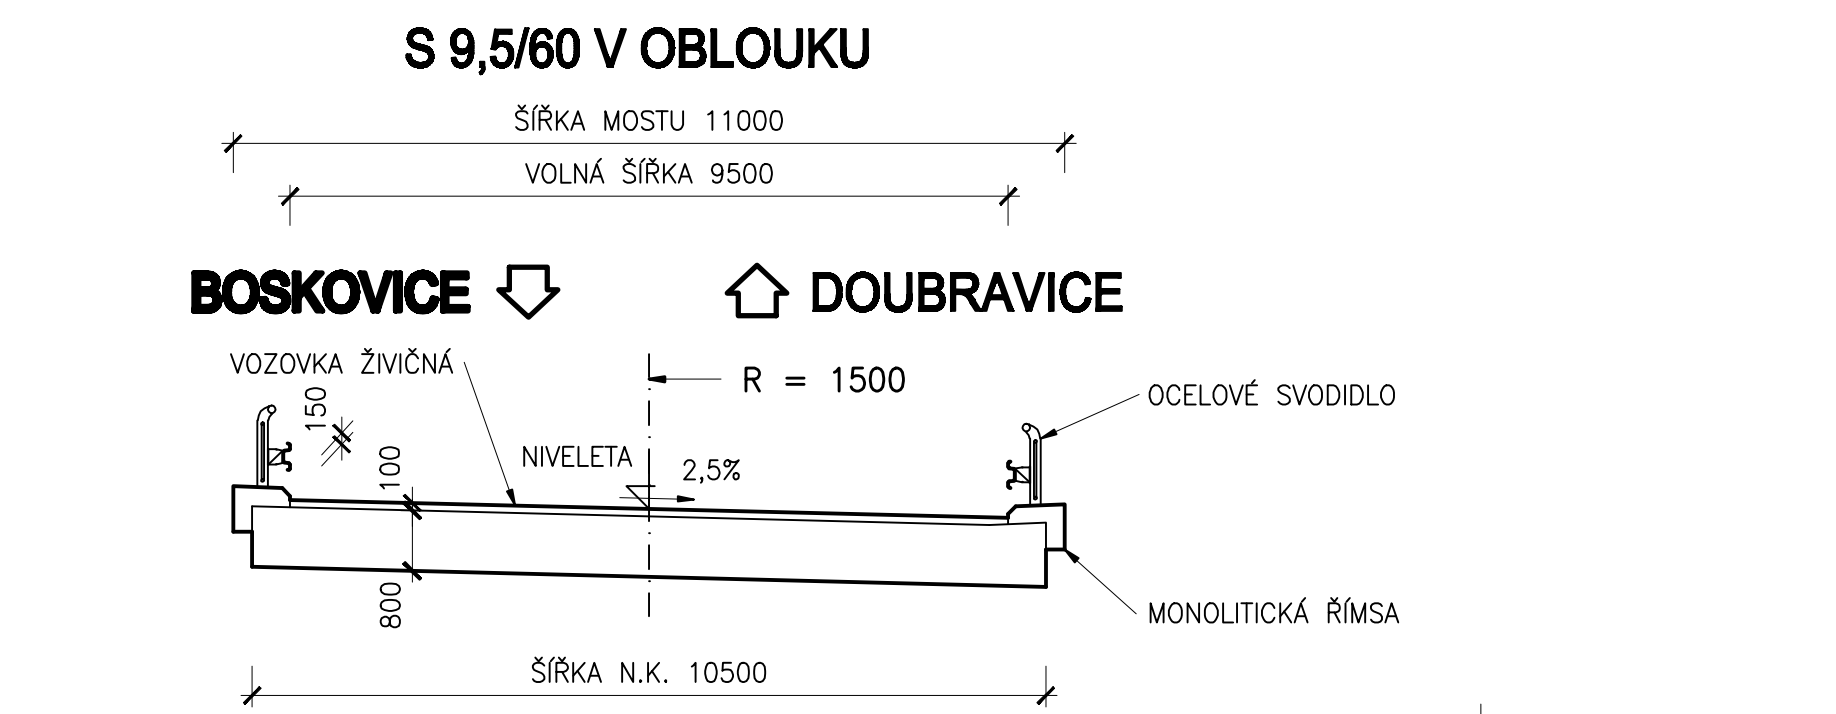 S 9,5/60 V OBLOUKU
ŠÍŘKA MOSTU 11000
VOLNÁ ŠÍŘKA 9500
BOSKOVICE
DOUBRAVICE
VOZOVKA ŽIVIČNÁ
R = 1500
OCELOVÉ SVODIDLO
150
NIVELETA
2,5%
100
800
MONOLITICKÁ ŘÍMSA
ŠÍŘKA N.K. 10500